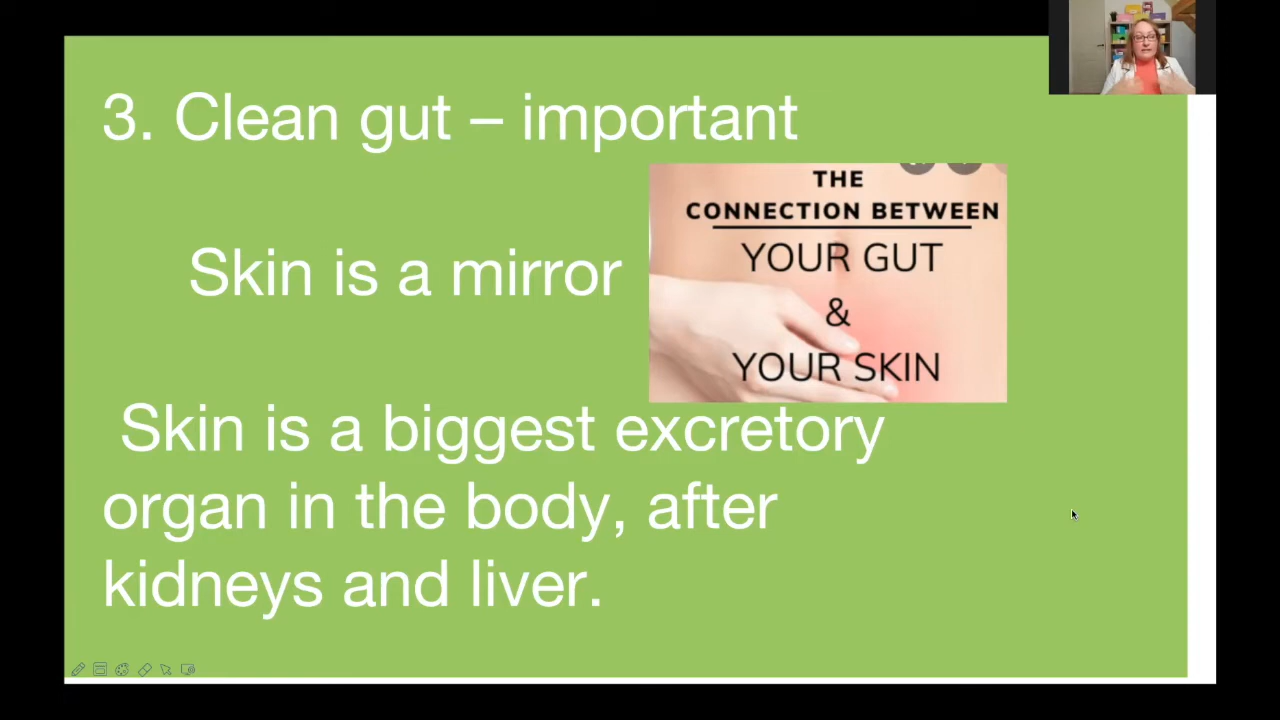 3. Clean gut – important
Skin is a mirror
THE
CONNECTION BETWEEN
YOUR GUT
&
YOUR SKIN
Skin is a biggest excretory
organ in the body, after
kidneys and liver.